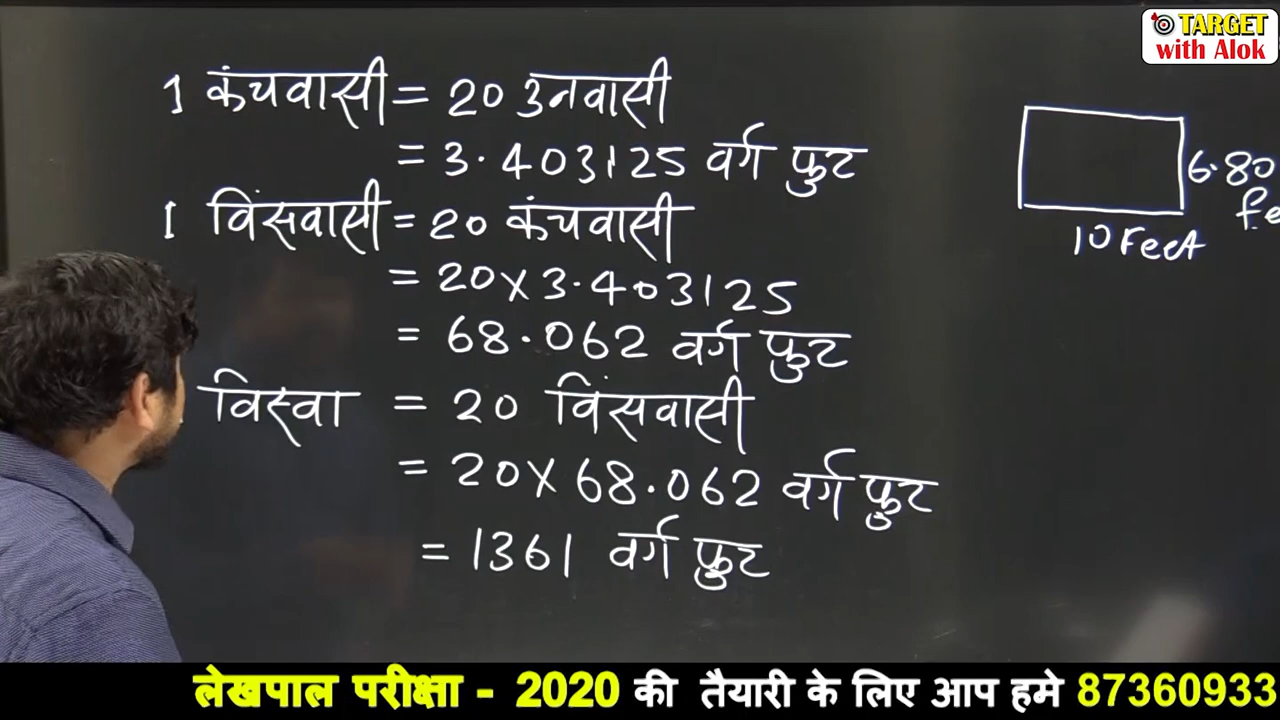 TARGET
with Alok
1 कंचवासी = 20 उनवासी
= 3.403125 वर्ग फुट
1 विंसवासी = 20 कंचवासी
= 20 X 3.403125
= 68.062 वर्ग फुट
विस्वा = 20 विंसवासी
= 20 X 68.062 वर्ग फुट
= 1361 वर्ग फुट
6.80
fe
10 Feet
लेखपाल परीक्षा - 2020 की तैयारी के लिए आप हमे 87360933